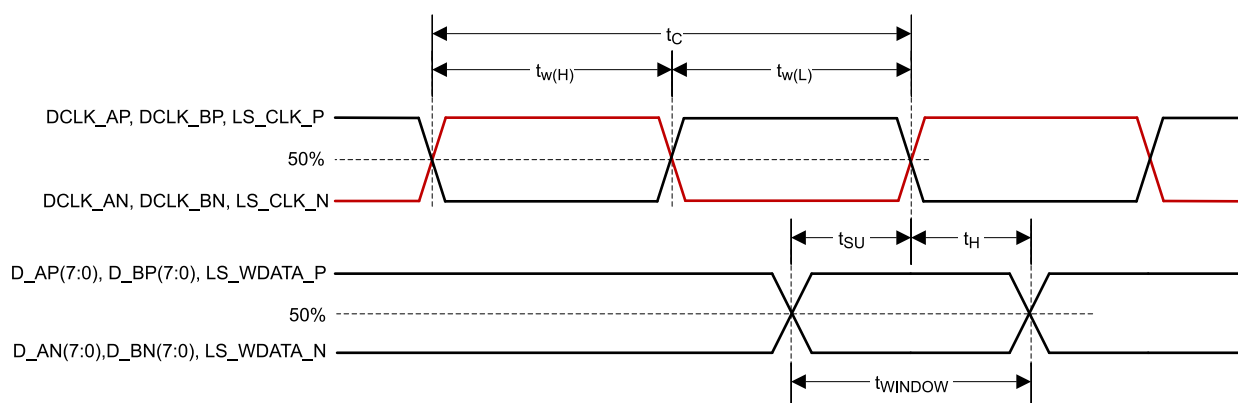 tC
tw(H)
tw(L)
DCLK_AP, DCLK_BP, LS_CLK_P
50%
DCLK_AN, DCLK_BN, LS_CLK_N
tSU
tH
D_AP(7:0), D_BP(7:0), LS_WDATA_P
50%
D_AN(7:0),D_BN(7:0), LS_WDATA_N
tWINDOW